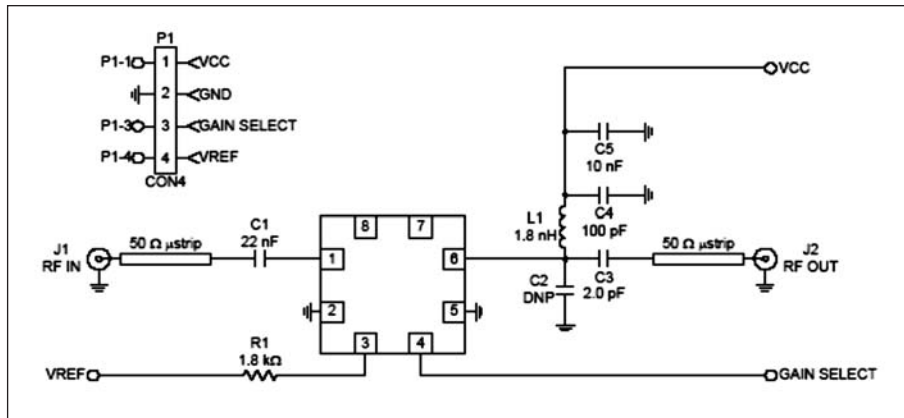 P1
P1-1 1 VCC
2 GND
P1-3 3 GAIN SELECT
P1-4 4 VREF
CON4
VCC
C5
10 nF
C4
100 pF
L1
1.8 nH
J1
RF IN
50 Ω µstrip
C1
22 nF
8 7
1 6
2 5
3 4
C2
DNP
C3
2.0 pF
50 Ω µstrip
J2
RF OUT
R1
1.8 kΩ
VREF
GAIN SELECT